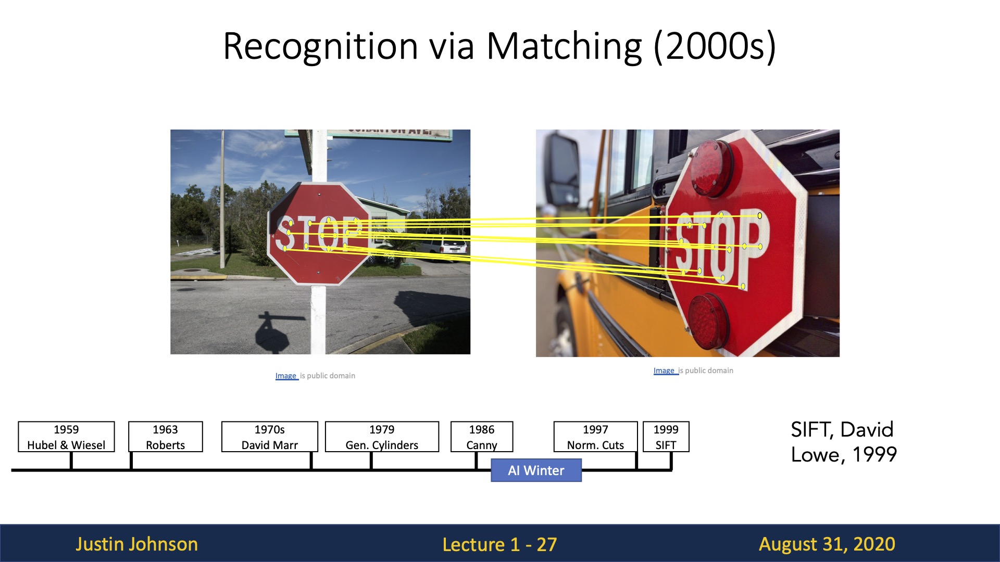 Recognition via Matching (2000s)
STOP
STOP
Image is public domain
Image is public domain
1959
Hubel & Wiesel
1963
Roberts
1970s
David Marr
1979
Gen. Cylinders
1986
Canny
1997
Norm. Cuts
1999
SIFT
AI Winter
SIFT, David
Lowe, 1999
Justin Johnson
Lecture 1 - 27
August 31, 2020